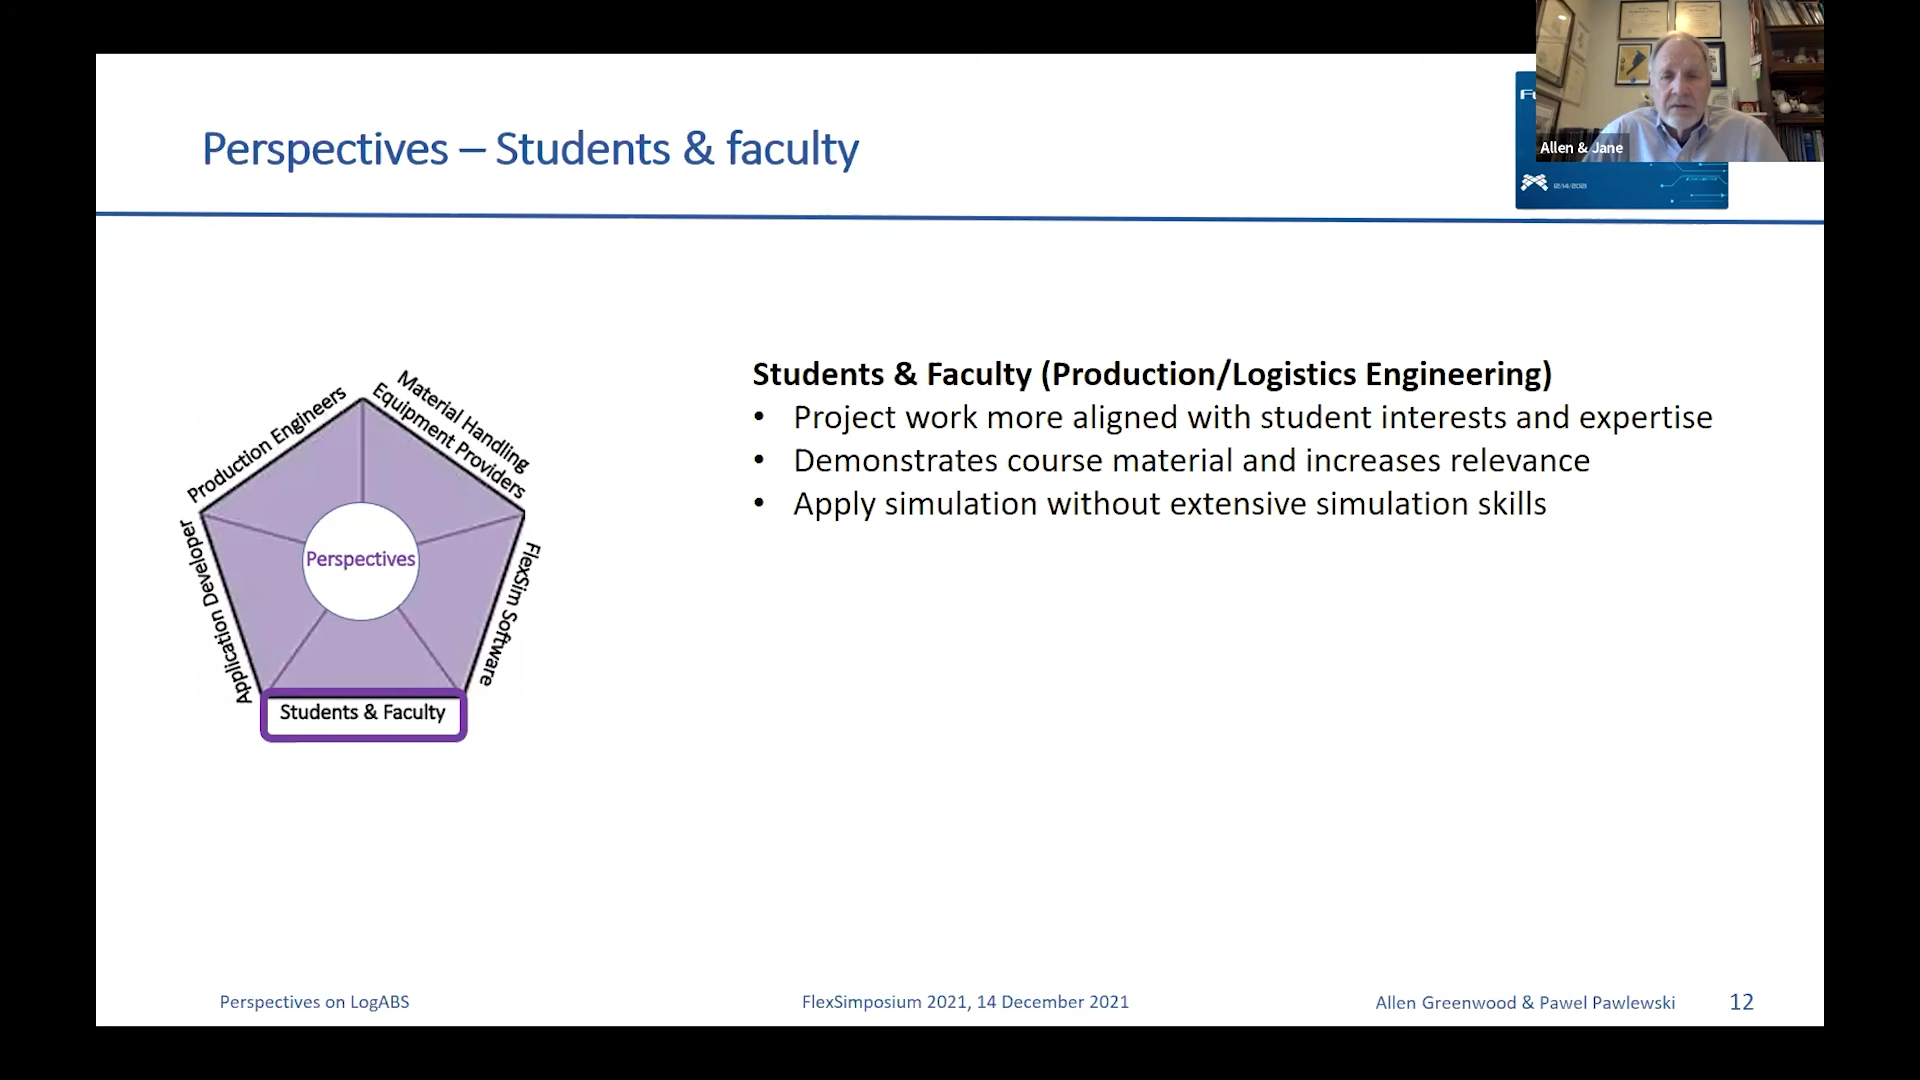 Perspectives – Students & faculty
Allen & Jane
12/14/2021
Production Engineers
Material Handling
Equipment Providers
Application Developer
Perspectives
FlexSim Software
Students & Faculty
Students & Faculty (Production/Logistics Engineering)
• Project work more aligned with student interests and expertise
• Demonstrates course material and increases relevance
• Apply simulation without extensive simulation skills
Perspectives on LogABS
FlexSimposium 2021, 14 December 2021
Allen Greenwood & Pawel Pawlewski
12